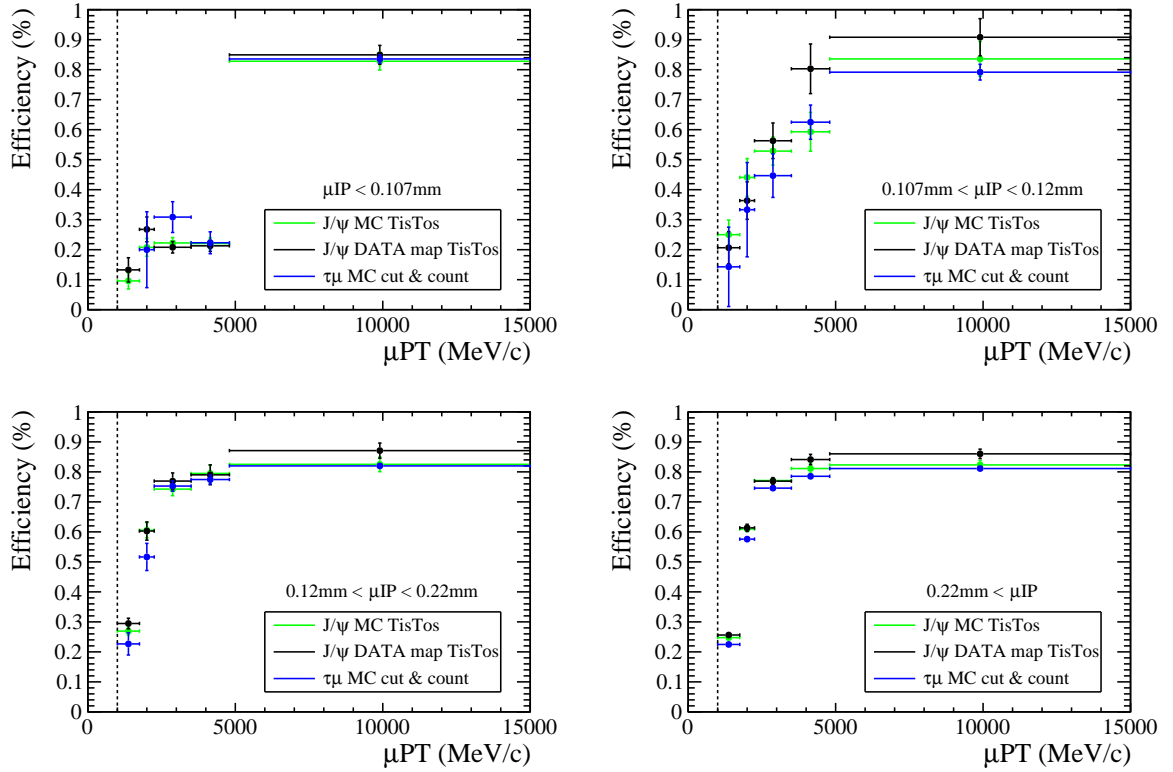 Efficiency (%)
1
0.9
0.8
0.7
0.6
0.5
0.4
0.3
0.2
0.1
0
μIP < 0.107mm
J/ψ MC TisTos
J/ψ DATA map TisTos
τμ MC cut & count
0 5000 10000 15000
μPT (MeV/c)
Efficiency (%)
1
0.9
0.8
0.7
0.6
0.5
0.4
0.3
0.2
0.1
0
0.107mm < μIP < 0.12mm
J/ψ MC TisTos
J/ψ DATA map TisTos
τμ MC cut & count
0 5000 10000 15000
μPT (MeV/c)
Efficiency (%)
1
0.9
0.8
0.7
0.6
0.5
0.4
0.3
0.2
0.1
0
0.12mm < μIP < 0.22mm
J/ψ MC TisTos
J/ψ DATA map TisTos
τμ MC cut & count
0 5000 10000 15000
μPT (MeV/c)
Efficiency (%)
1
0.9
0.8
0.7
0.6
0.5
0.4
0.3
0.2
0.1
0
0.22mm < μIP
J/ψ MC TisTos
J/ψ DATA map TisTos
τμ MC cut & count
0 5000 10000 15000
μPT (MeV/c)